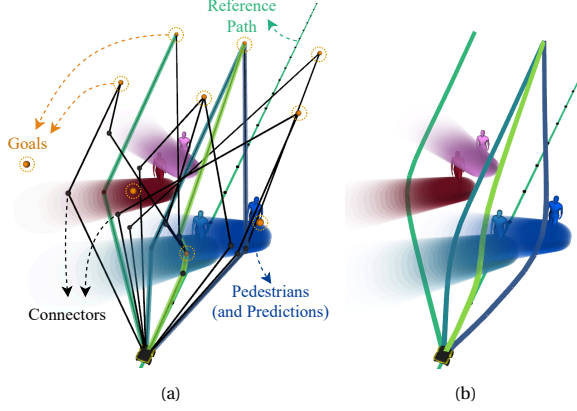 Reference
Path
Goals
Connectors
Pedestrians
(and Predictions)
(a)
(b)